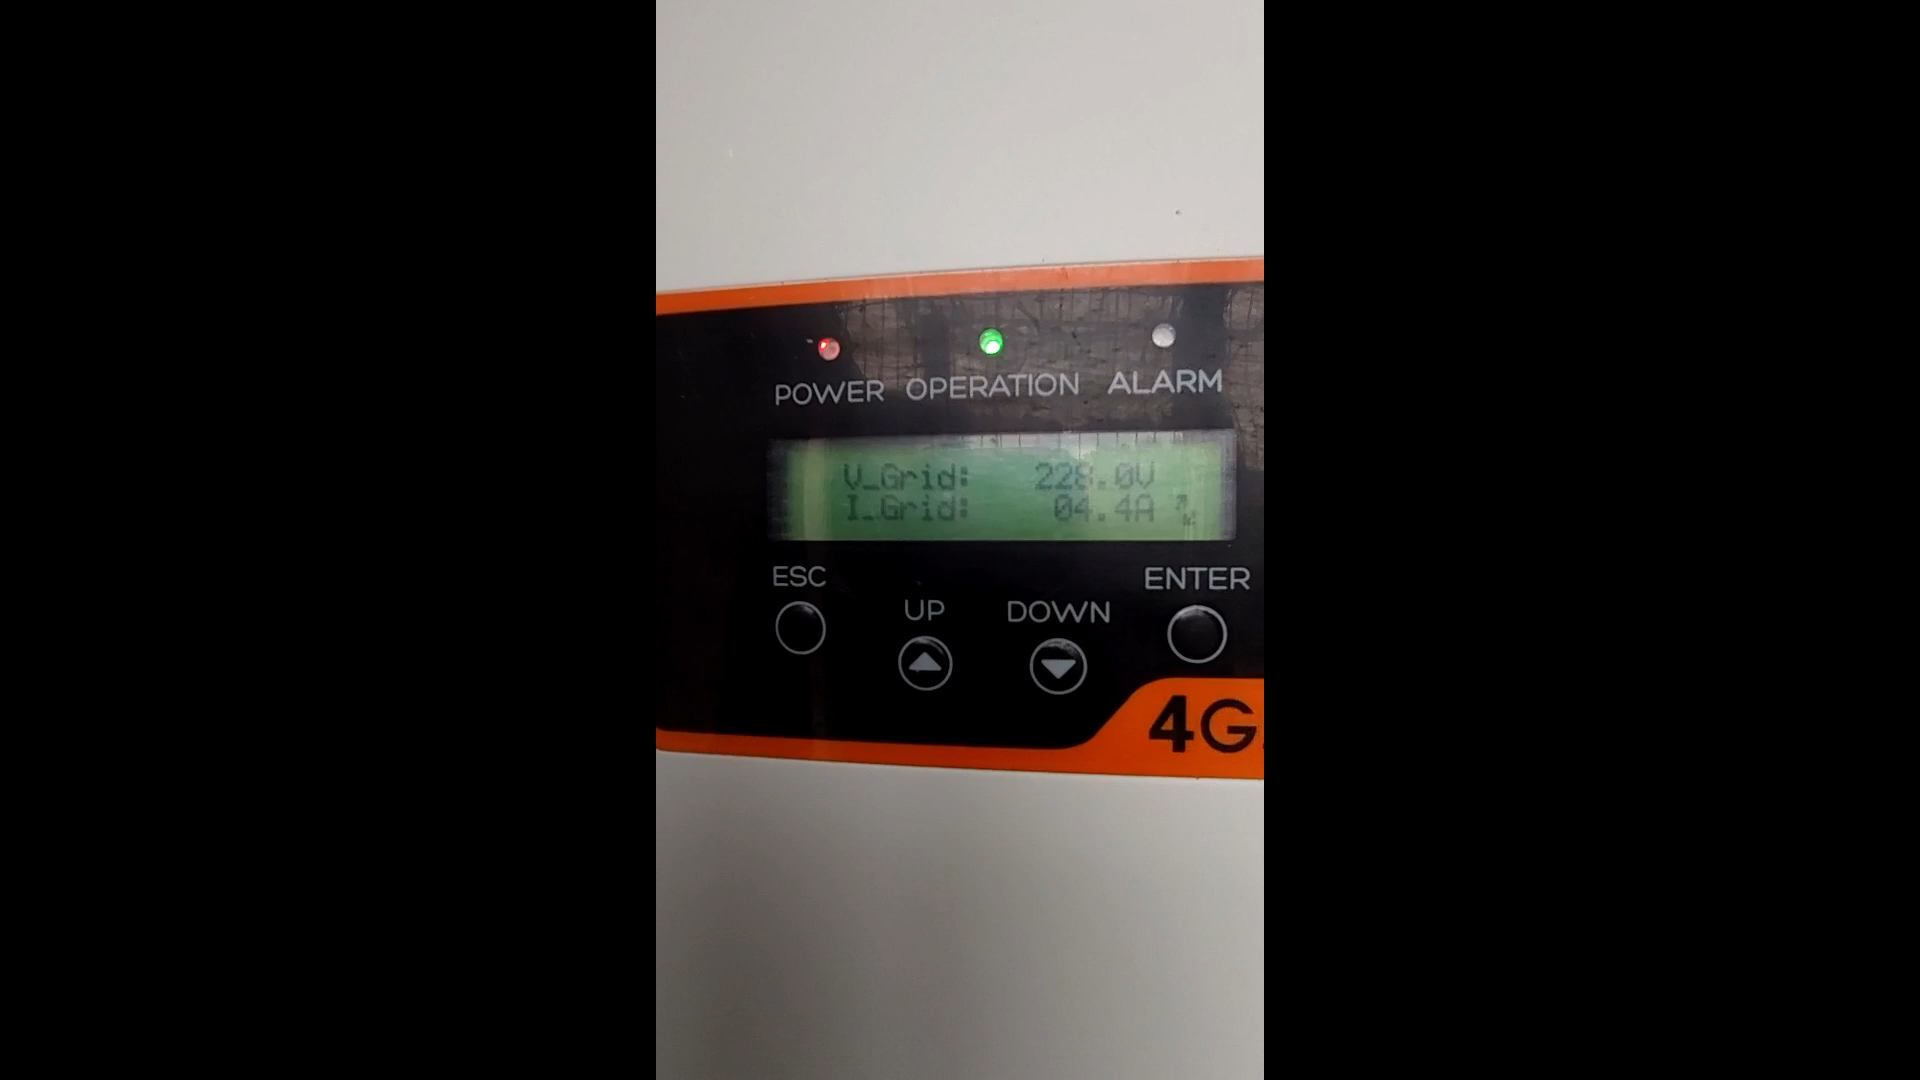 POWER OPERATION ALARM
V_Grid: 228.0V
I_Grid: 04.4A
ESC UP DOWN ENTER
4G